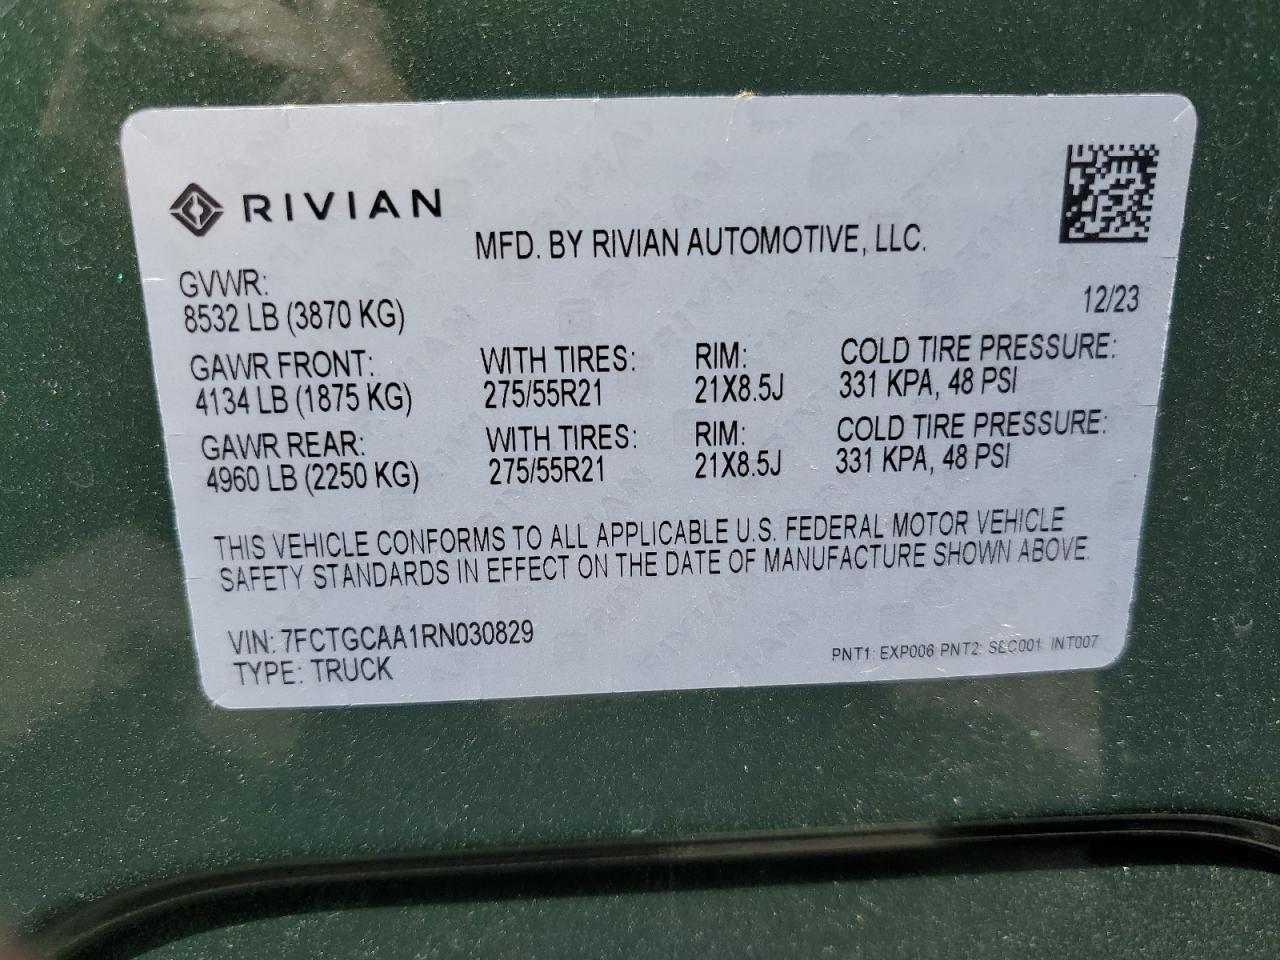 RIVIAN
MFD. BY RIVIAN AUTOMOTIVE, LLC.
GVWR:
8532 LB (3870 KG)
12/23
GAWR FRONT: WITH TIRES: RIM: COLD TIRE PRESSURE:
4134 LB (1875 KG) 275/55R21 21X8.5J 331 KPA, 48 PSI
GAWR REAR: WITH TIRES: RIM: COLD TIRE PRESSURE:
4960 LB (2250 KG) 275/55R21 21X8.5J 331 KPA, 48 PSI
THIS VEHICLE CONFORMS TO ALL APPLICABLE U.S. FEDERAL MOTOR VEHICLE
SAFETY STANDARDS IN EFFECT ON THE DATE OF MANUFACTURE SHOWN ABOVE.
VIN: 7FCTGCAA1RN030829
TYPE: TRUCK
PNT1: EXP006 PNT2: SEC001 INT007